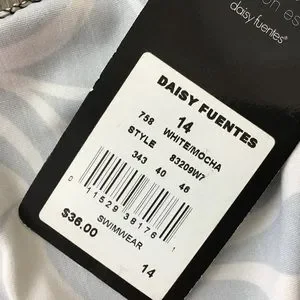 daisy fuentes®
DAISY FUENTES
14
758 WHITE/MOCHA
STYLE 83209W7
343 40 46
0 11529 38176 1
SWIMWEAR
$36.00
14